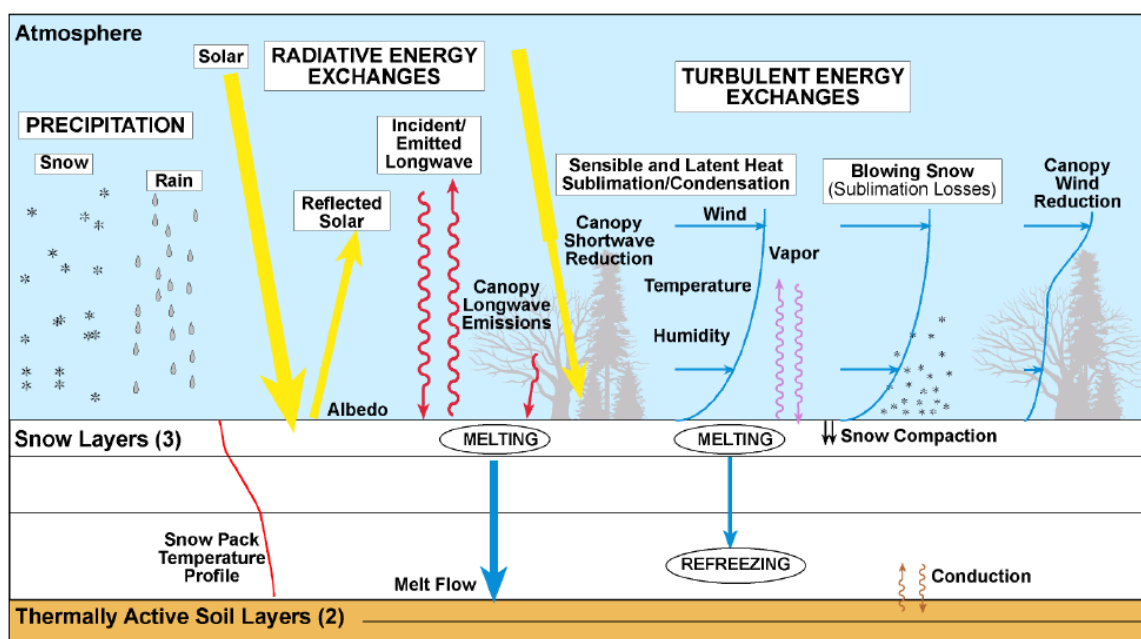 Atmosphere
Solar
RADIATIVE ENERGY
EXCHANGES
TURBULENT ENERGY
EXCHANGES
PRECIPITATION
Snow
Rain
Incident/
Emitted
Longwave
Reflected
Solar
Sensible and Latent Heat
Sublimation/Condensation
Blowing Snow
(Sublimation Losses)
Canopy
Wind
Reduction
Canopy
Shortwave
Reduction
Wind
Vapor
Temperature
Canopy
Longwave
Emissions
Humidity
Albedo
Snow Layers (3)
MELTING
MELTING
Snow Compaction
Snow Pack
Temperature
Profile
Melt Flow
REFREEZING
Conduction
Thermally Active Soil Layers (2)